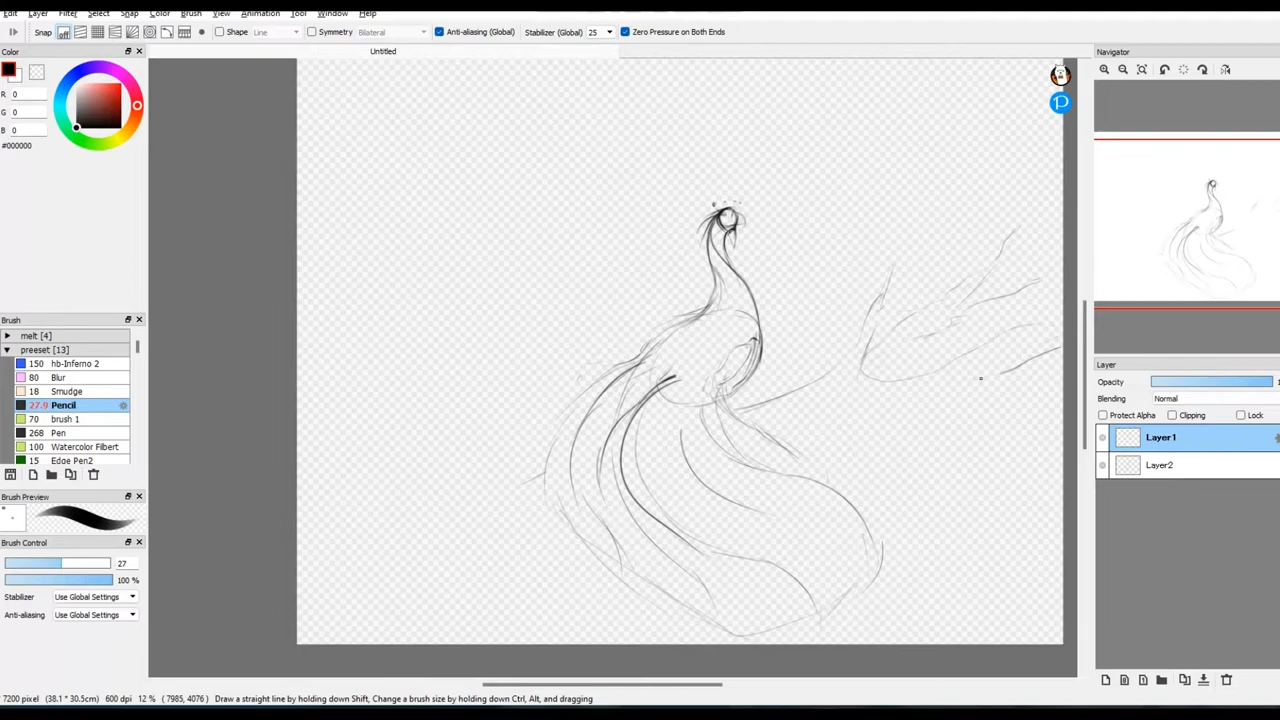 Edit Layer Filter Select Snap Color Brush View Animation Tool Window Help
Snap off Shape Line Symmetry Bilateral Anti-aliasing (Global) Stabilizer (Global) 25 Zero Pressure on Both Ends
Color Untitled Navigator
R 0
G 0
B 0
#000000
Brush
melt [4]
preeset [13]
150 hb-Inferno 2
80 Blur
18 Smudge
27.9 Pencil
70 brush 1
268 Pen
100 Watercolor Filbert
15 Edge Pen2
Layer
Opacity 1
Blending Normal
Protect Alpha Clipping Lock
Layer1
Layer2
Brush Preview
Brush Control
27
100 %
Stabilizer Use Global Settings
Anti-aliasing Use Global Settings
7200 pixel (38.1 * 30.5cm) 600 dpi 12 % ( 7985, 4076 ) Draw a straight line by holding down Shift, Change a brush size by holding down Ctrl, Alt, and dragging